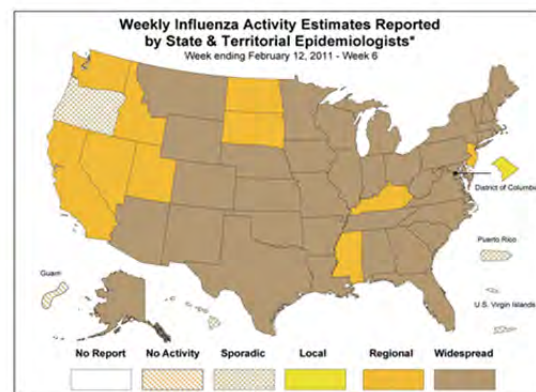 Weekly Influenza Activity Estimates Reported
by State & Territorial Epidemiologists*
Week ending February 12, 2011 - Week 6
District of Columbia
Puerto Rico
Guam
U.S. Virgin Islands
No Report No Activity Sporadic Local Regional Widespread